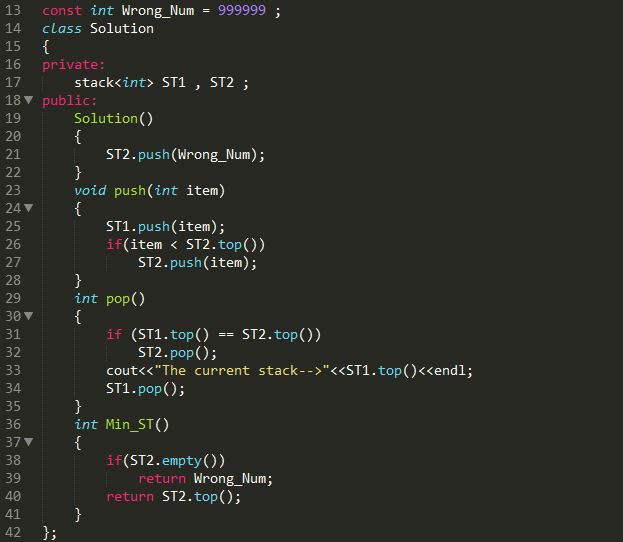 13 const int Wrong_Num = 999999 ;
14 class Solution
15 {
16 private:
17     stack<int> ST1 , ST2 ;
18 public:
19     Solution()
20     {
21         ST2.push(Wrong_Num);
22     }
23     void push(int item)
24     {
25         ST1.push(item);
26         if(item < ST2.top())
27             ST2.push(item);
28     }
29     int pop()
30     {
31         if (ST1.top() == ST2.top())
32             ST2.pop();
33         cout<<"The current stack-->"<<ST1.top()<<endl;
34         ST1.pop();
35     }
36     int Min_ST()
37     {
38         if(ST2.empty())
39             return Wrong_Num;
40         return ST2.top();
41     }
42 };